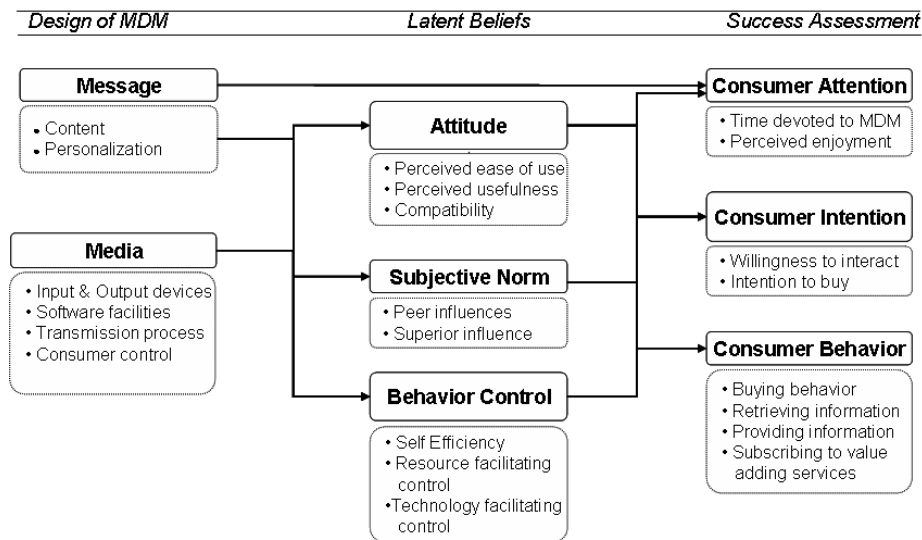 Design of MDM
Latent Beliefs
Success Assessment
Message
• Content
• Personalization
Media
• Input & Output devices
• Software facilities
• Transmission process
• Consumer control
Attitude
• Perceived ease of use
• Perceived usefulness
• Compatibility
Subjective Norm
• Peer influences
• Superior influence
Behavior Control
• Self Efficiency
• Resource facilitating
control
•Technology facilitating
control
Consumer Attention
• Time devoted to MDM
• Perceived enjoyment
Consumer Intention
• Willingness to interact
• Intention to buy
Consumer Behavior
• Buying behavior
• Retrieving information
• Providing information
• Subscribing to value
adding services